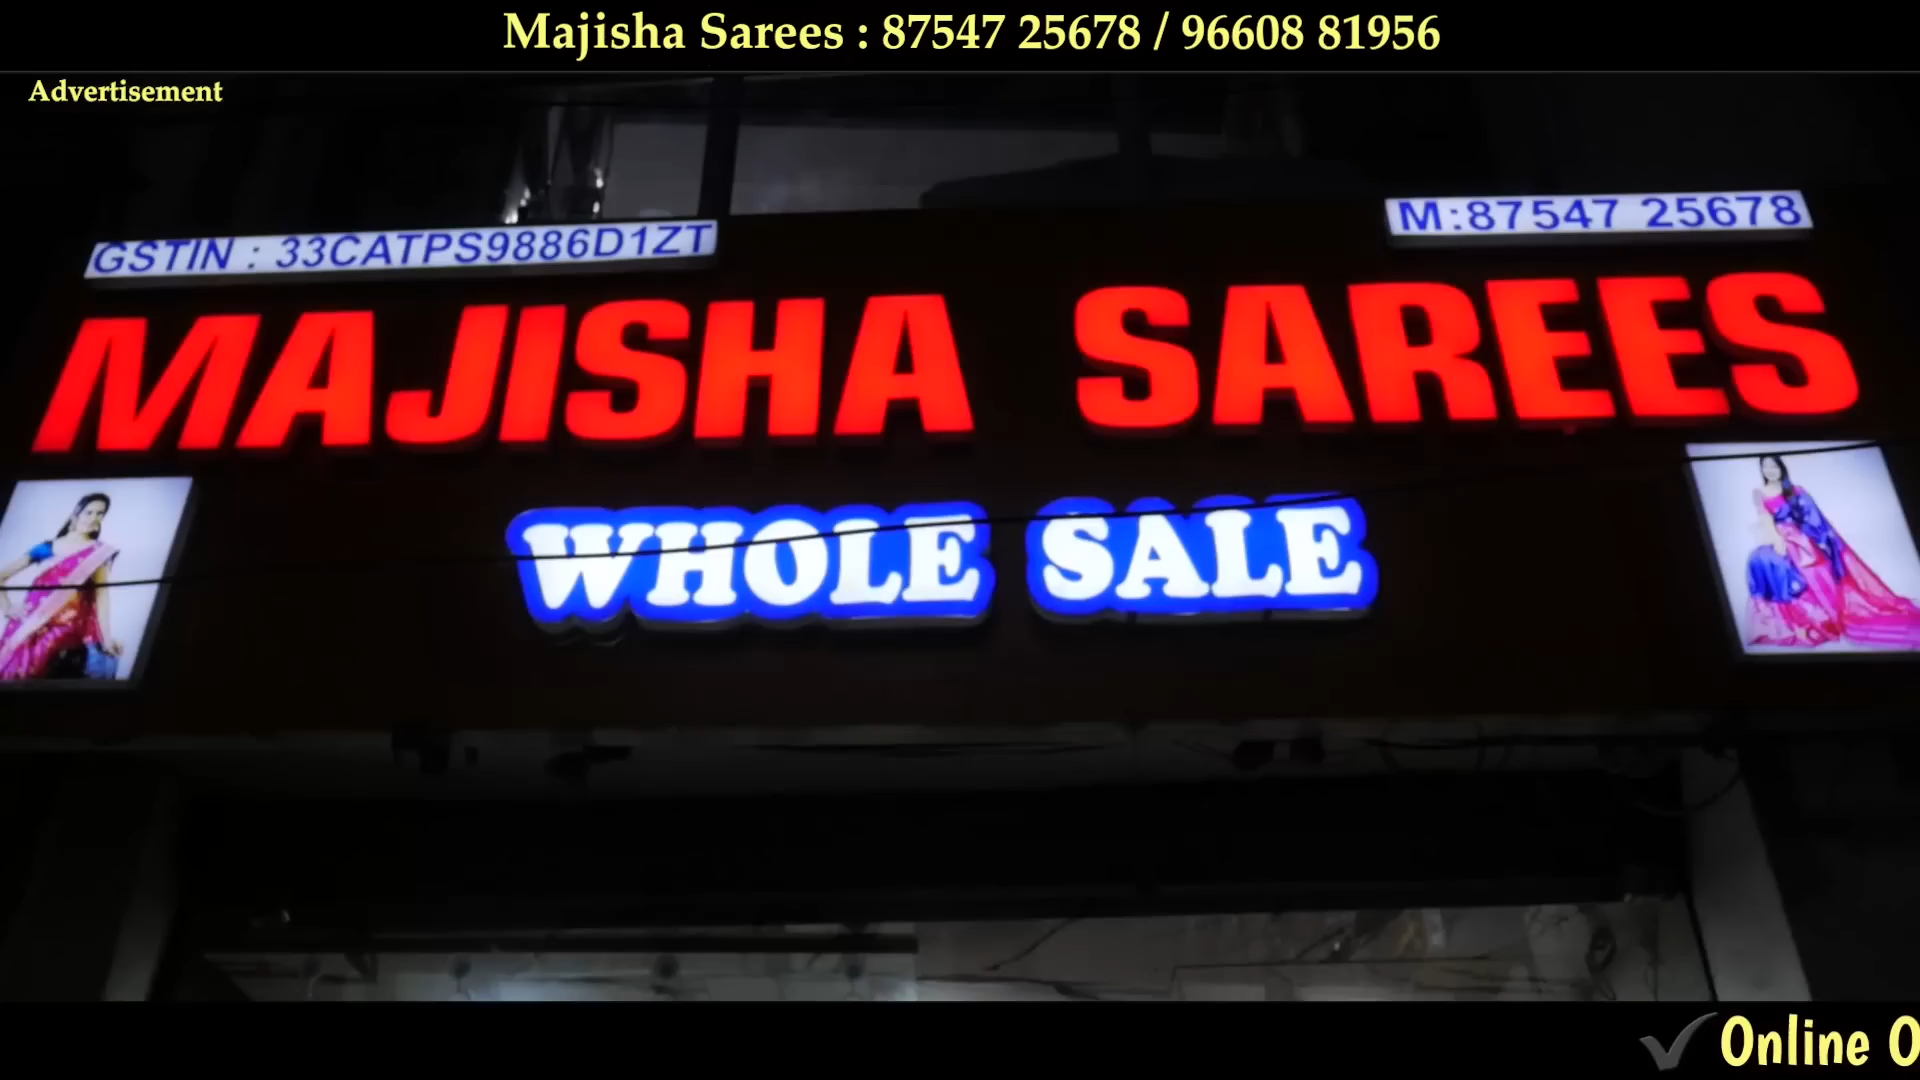 Majisha Sarees : 87547 25678 / 96608 81956
Advertisement
GSTIN : 33CATPS9886D1ZT
M:87547 25678
MAJISHA SAREES
WHOLE SALE
Online O